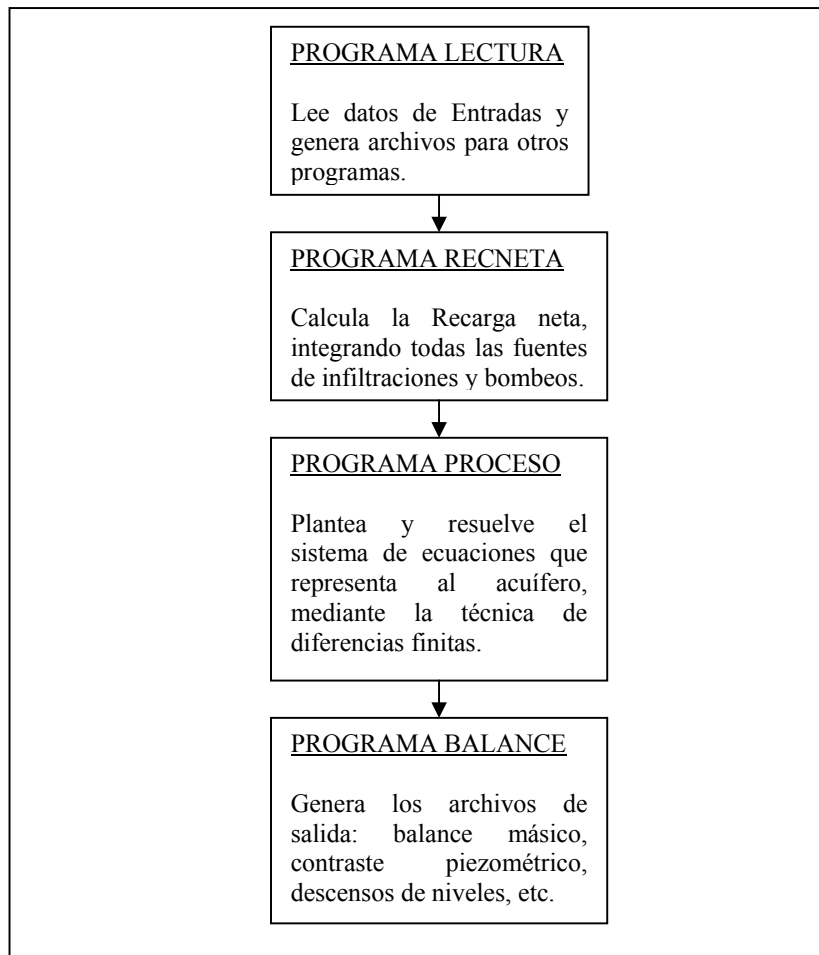 PROGRAMA LECTURA
Lee datos de Entradas y
genera archivos para otros
programas.
PROGRAMA RECNETA
Calcula la Recarga neta,
integrando todas las fuentes
de infiltraciones y bombeos.
PROGRAMA PROCESO
Plantea y resuelve el
sistema de ecuaciones que
representa al acuífero,
mediante la técnica de
diferencias finitas.
PROGRAMA BALANCE
Genera los archivos de
salida: balance másico,
contraste piezométrico,
descensos de niveles, etc.